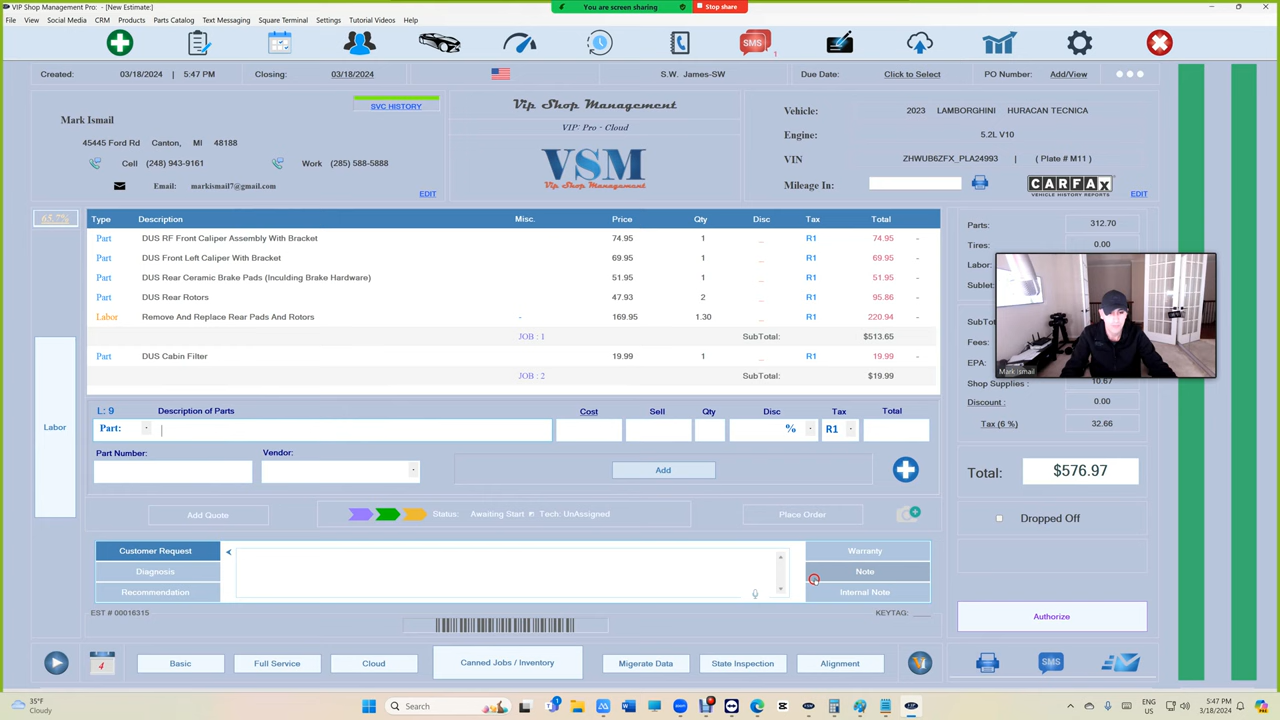 VIP Shop Management Pro: - [New Estimate:]
You are screen sharing
Stop share
File View Social Media CRM Products Parts Catalog Text Messaging Square Terminal Settings Tutorial Videos Help
SMS 1
Created: 03/18/2024 | 5:47 PM Closing: 03/18/2024 S.W. James-SW Due Date: Click to Select PO Number: Add/View
SVC HISTORY
Mark Ismail
45445 Ford Rd Canton, MI 48188
Cell (248) 943-9161 Work (285) 588-5888
Email: markismail7@gmail.com
EDIT
Vip Shop Management
VIP: Pro - Cloud
VSM
Vip Shop Management
Vehicle: 2023 LAMBORGHINI HURACAN TECNICA
Engine: 5.2L V10
VIN ZHWUB6ZFX_PLA24993 | ( Plate # M11 )
Mileage In:
CARFAX
VEHICLE HISTORY REPORTS
EDIT
65.7%
Type Description Misc. Price Qty Disc Tax Total
Part DUS RF Front Caliper Assembly With Bracket 74.95 1 _ R1 74.95 -
Part DUS Front Left Caliper With Bracket 69.95 1 _ R1 69.95 -
Part DUS Rear Ceramic Brake Pads (Inculding Brake Hardware) 51.95 1 _ R1 51.95 -
Part DUS Rear Rotors 47.93 2 _ R1 95.86 -
Labor Remove And Replace Rear Pads And Rotors - 169.95 1.30 _ R1 220.94 -
JOB : 1 SubTotal: $513.65
Part DUS Cabin Filter 19.99 1 _ R1 19.99 -
JOB : 2 SubTotal: $19.99
Labor
L: 9 Description of Parts Cost Sell Qty Disc Tax Total
Part: % R1
Part Number: Vendor:
Add
Add Quote Status: Awaiting Start Tech: UnAssigned Place Order
Customer Request
Diagnosis
Recommendation
Warranty
Note
Internal Note
EST # 00016315 KEYTAG: ____
Parts: 312.70
Tires: 0.00
Labor:
Sublet:
SubTo
Fees:
EPA:
Shop Supplies : 10.67
Discount : 0.00
Tax (6 %) 32.66
Total: $576.97
Dropped Off
Authorize
Mark Ismail
4 Basic Full Service Cloud Canned Jobs / Inventory Migerate Data State Inspection Alignment SMS
35°F
Cloudy
Search
ENG
US
5:47 PM
3/18/2024